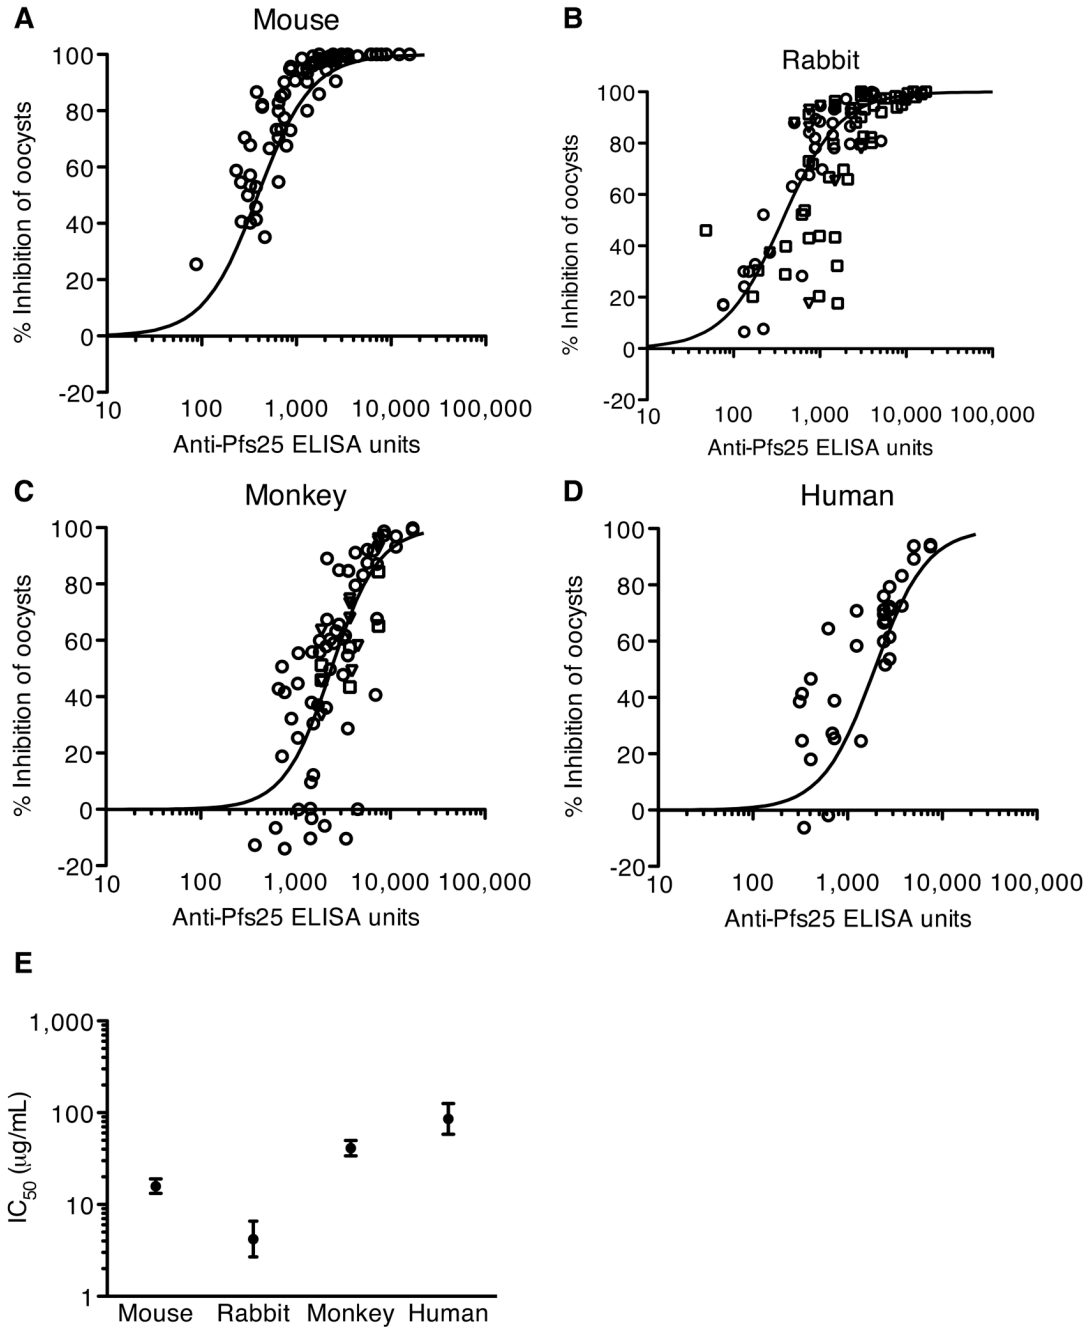 A
Mouse
% Inhibition of oocysts
100
80
60
40
20
0
-20
10 100 1,000 10,000 100,000
Anti-Pfs25 ELISA units
B
Rabbit
% Inhibition of oocysts
100
80
60
40
20
0
-20
10 100 1,000 10,000 100,000
Anti-Pfs25 ELISA units
C
Monkey
% Inhibition of oocysts
100
80
60
40
20
0
-20
10 100 1,000 10,000 100,000
Anti-Pfs25 ELISA units
D
Human
% Inhibition of oocysts
100
80
60
40
20
0
-20
10 100 1,000 10,000 100,000
Anti-Pfs25 ELISA units
E
IC50 (µg/mL)
1,000
100
10
1
Mouse Rabbit Monkey Human